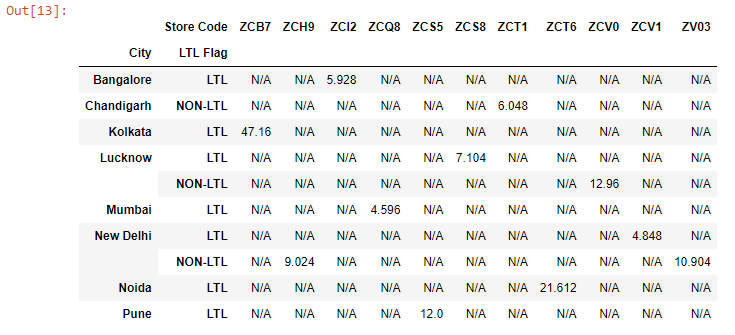 Out[13]:
Store Code ZCB7 ZCH9 ZCI2 ZCQ8 ZCS5 ZCS8 ZCT1 ZCT6 ZCV0 ZCV1 ZV03
City LTL Flag
Bangalore LTL N/A N/A 5.928 N/A N/A N/A N/A N/A N/A N/A N/A
Chandigarh NON-LTL N/A N/A N/A N/A N/A N/A 6.048 N/A N/A N/A N/A
Kolkata LTL 47.16 N/A N/A N/A N/A N/A N/A N/A N/A N/A N/A
Lucknow LTL N/A N/A N/A N/A N/A 7.104 N/A N/A N/A N/A N/A
NON-LTL N/A N/A N/A N/A N/A N/A N/A N/A 12.96 N/A N/A
Mumbai LTL N/A N/A N/A 4.596 N/A N/A N/A N/A N/A N/A N/A
New Delhi LTL N/A N/A N/A N/A N/A N/A N/A N/A N/A 4.848 N/A
NON-LTL N/A 9.024 N/A N/A N/A N/A N/A N/A N/A N/A 10.904
Noida LTL N/A N/A N/A N/A N/A N/A N/A 21.612 N/A N/A N/A
Pune LTL N/A N/A N/A N/A 12.0 N/A N/A N/A N/A N/A N/A